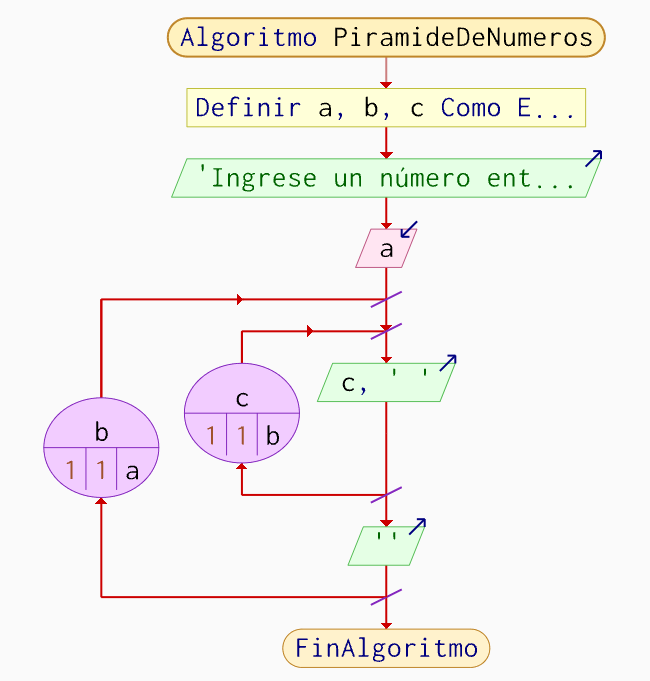 Algoritmo PiramideDeNumeros
Definir a, b, c Como E...
'Ingrese un número ent...
a
c, ' '
c
1 1 b
b
1 1 a
''
FinAlgoritmo